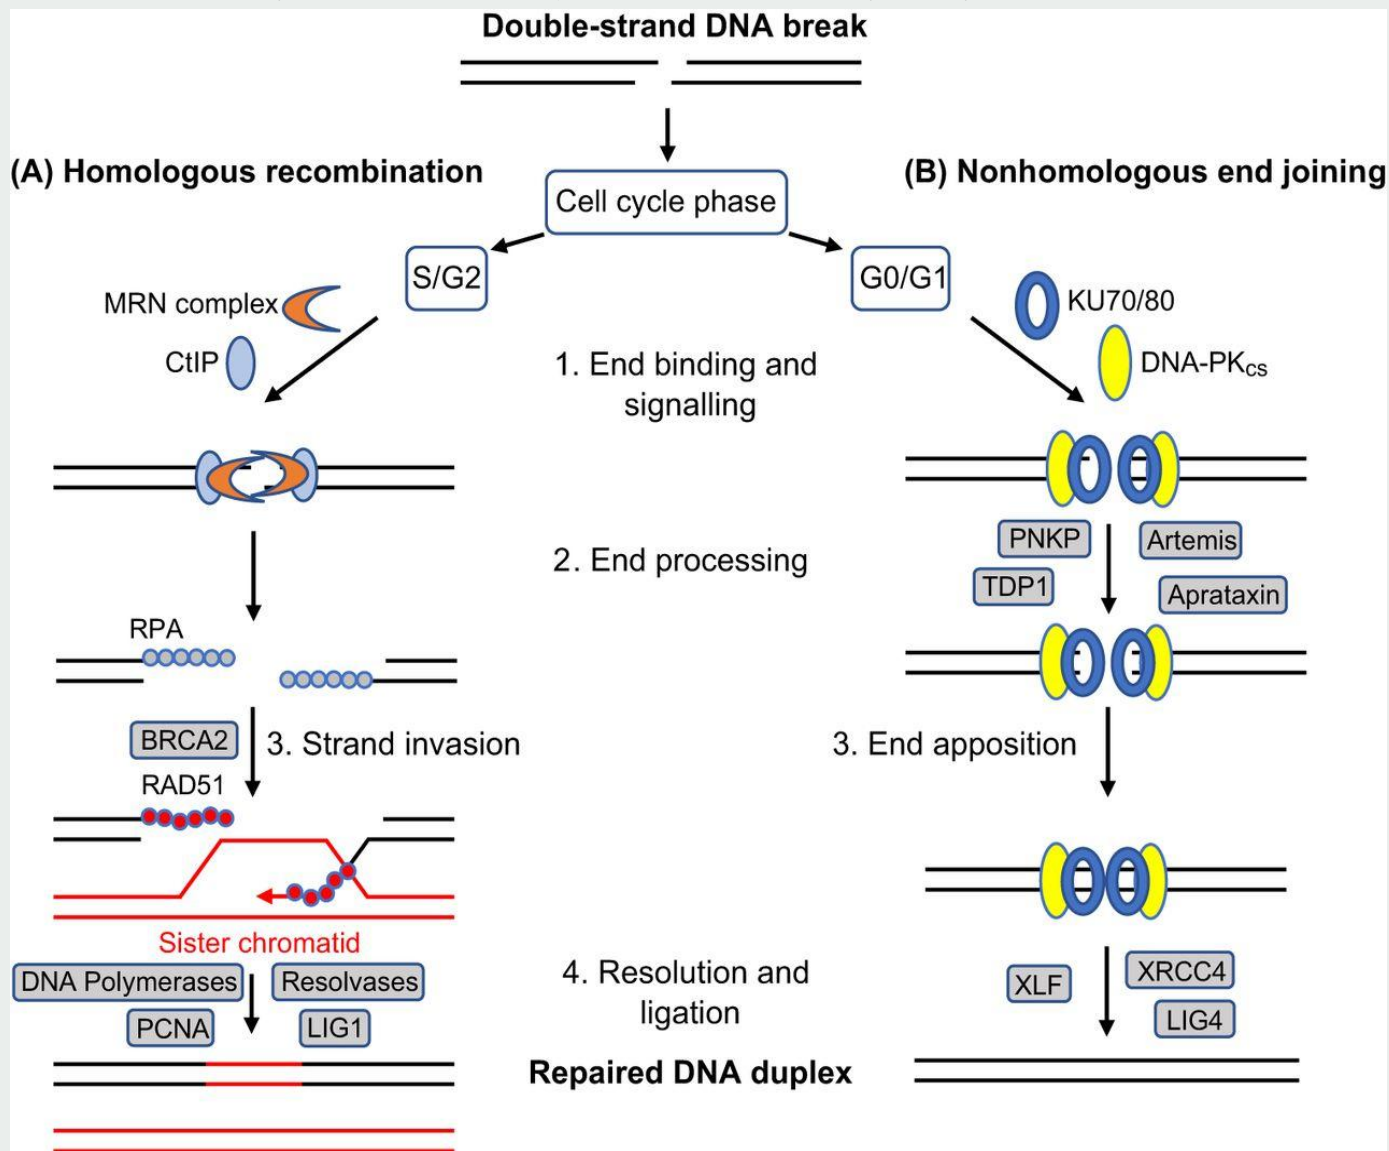 Double-strand DNA break
(A) Homologous recombination
(B) Nonhomologous end joining
Cell cycle phase
S/G2
G0/G1
MRN complex
KU70/80
CtIP
1. End binding and
signalling
DNA-PKCS
PNKP
Artemis
2. End processing
TDP1
Aprataxin
RPA
BRCA2
3. Strand invasion
3. End apposition
RAD51
Sister chromatid
DNA Polymerases
Resolvases
4. Resolution and
ligation
XLF
XRCC4
PCNA
LIG1
LIG4
Repaired DNA duplex